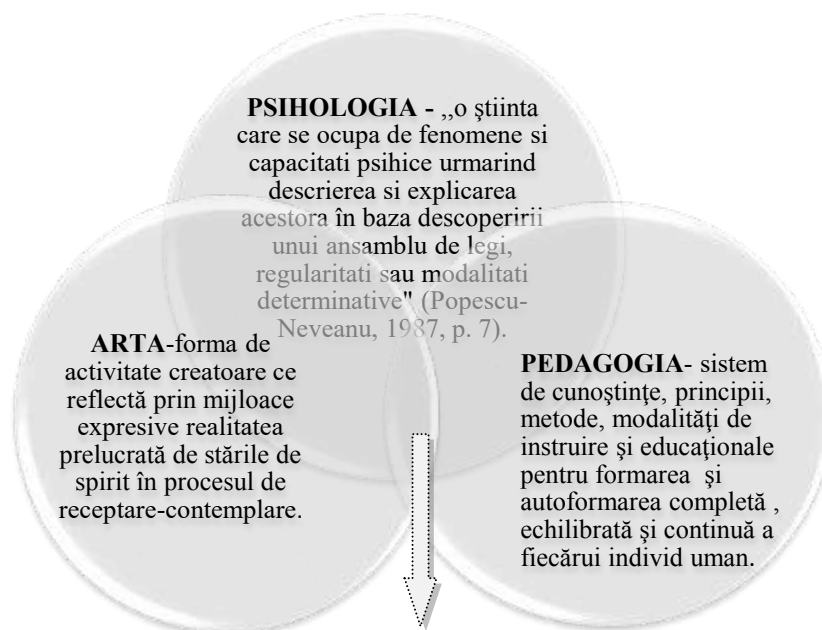 PSIHOLOGIA - ,,o ştiinta
care se ocupa de fenomene si
capacitati psihice urmarind
descrierea si explicarea
acestora în baza descoperirii
unui ansamblu de legi,
regularitati sau modalitati
determinative" (Popescu-
Neveanu, 1987, p. 7).
ARTA-forma de
activitate creatoare ce
reflectă prin mijloace
expresive realitatea
prelucrată de stările de
spirit în procesul de
receptare-contemplare.
PEDAGOGIA- sistem
de cunoştinţe, principii,
metode, modalităţi de
instruire şi educaţionale
pentru formarea şi
autoformarea completă ,
echilibrată şi continuă a
fiecărui individ uman.